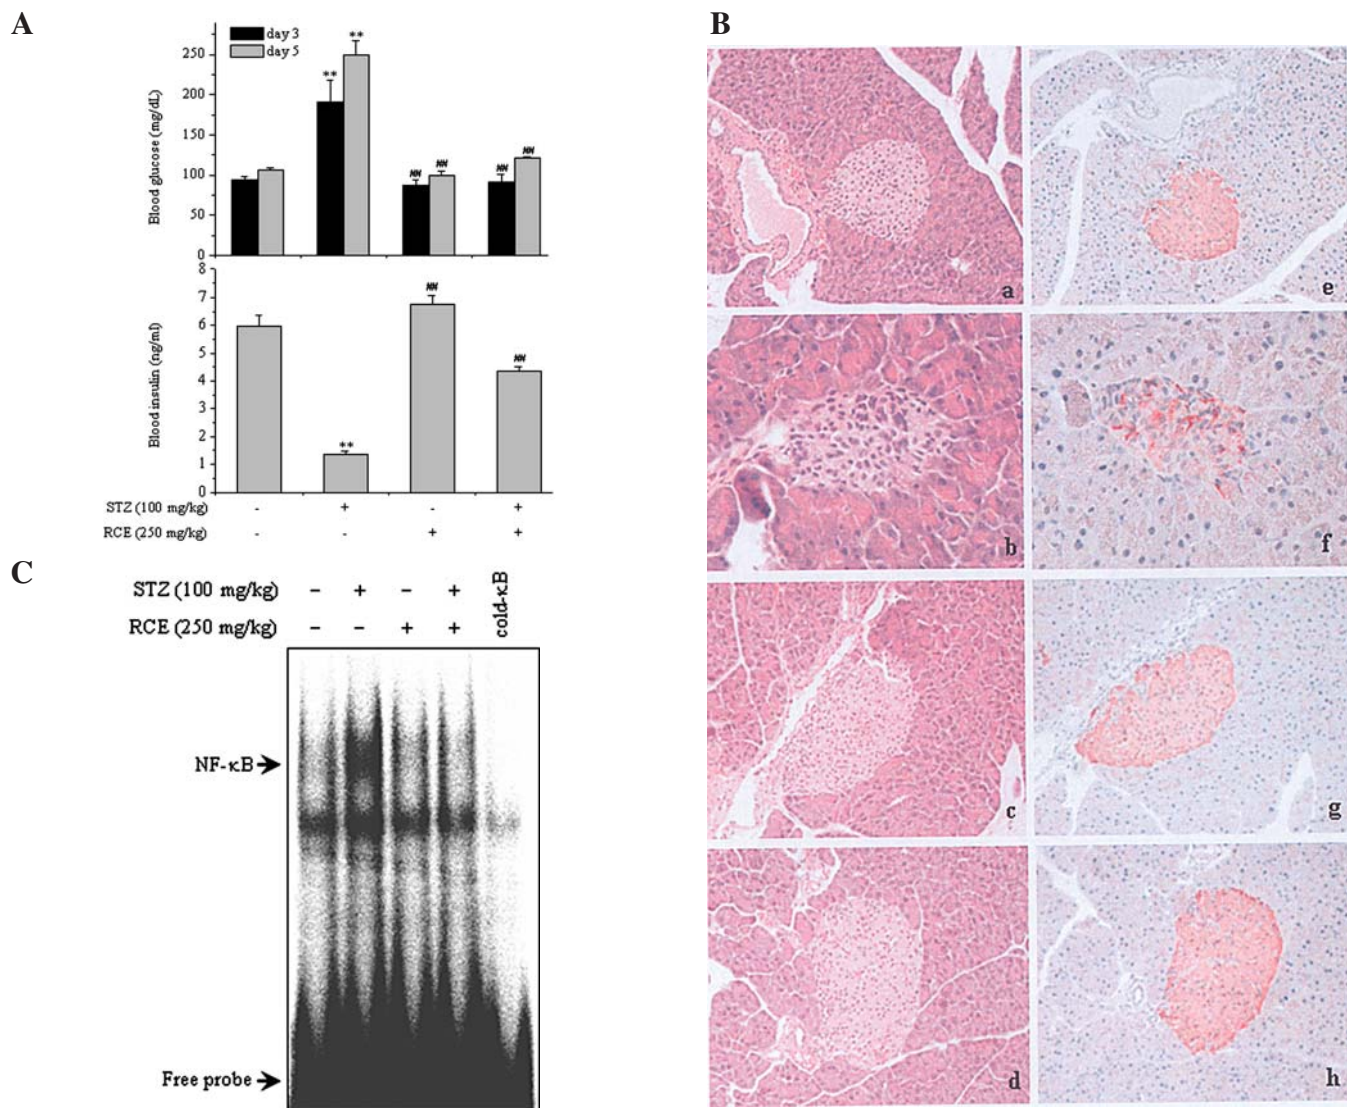 A
day 3
day 5
Blood glucose (mg/dL)
250
200
150
100
50
0
**
**
##
##
##
##
Blood insulin (ng/ml)
8
7
6
5
4
3
2
1
0
**
##
##
STZ (100 mg/kg) - + - +
RCE (250 mg/kg) - - + +
B
a
e
b
f
c
g
d
h
C
STZ (100 mg/kg) - + - +
RCE (250 mg/kg) - - + +
cold-κB
NF-κB
Free probe